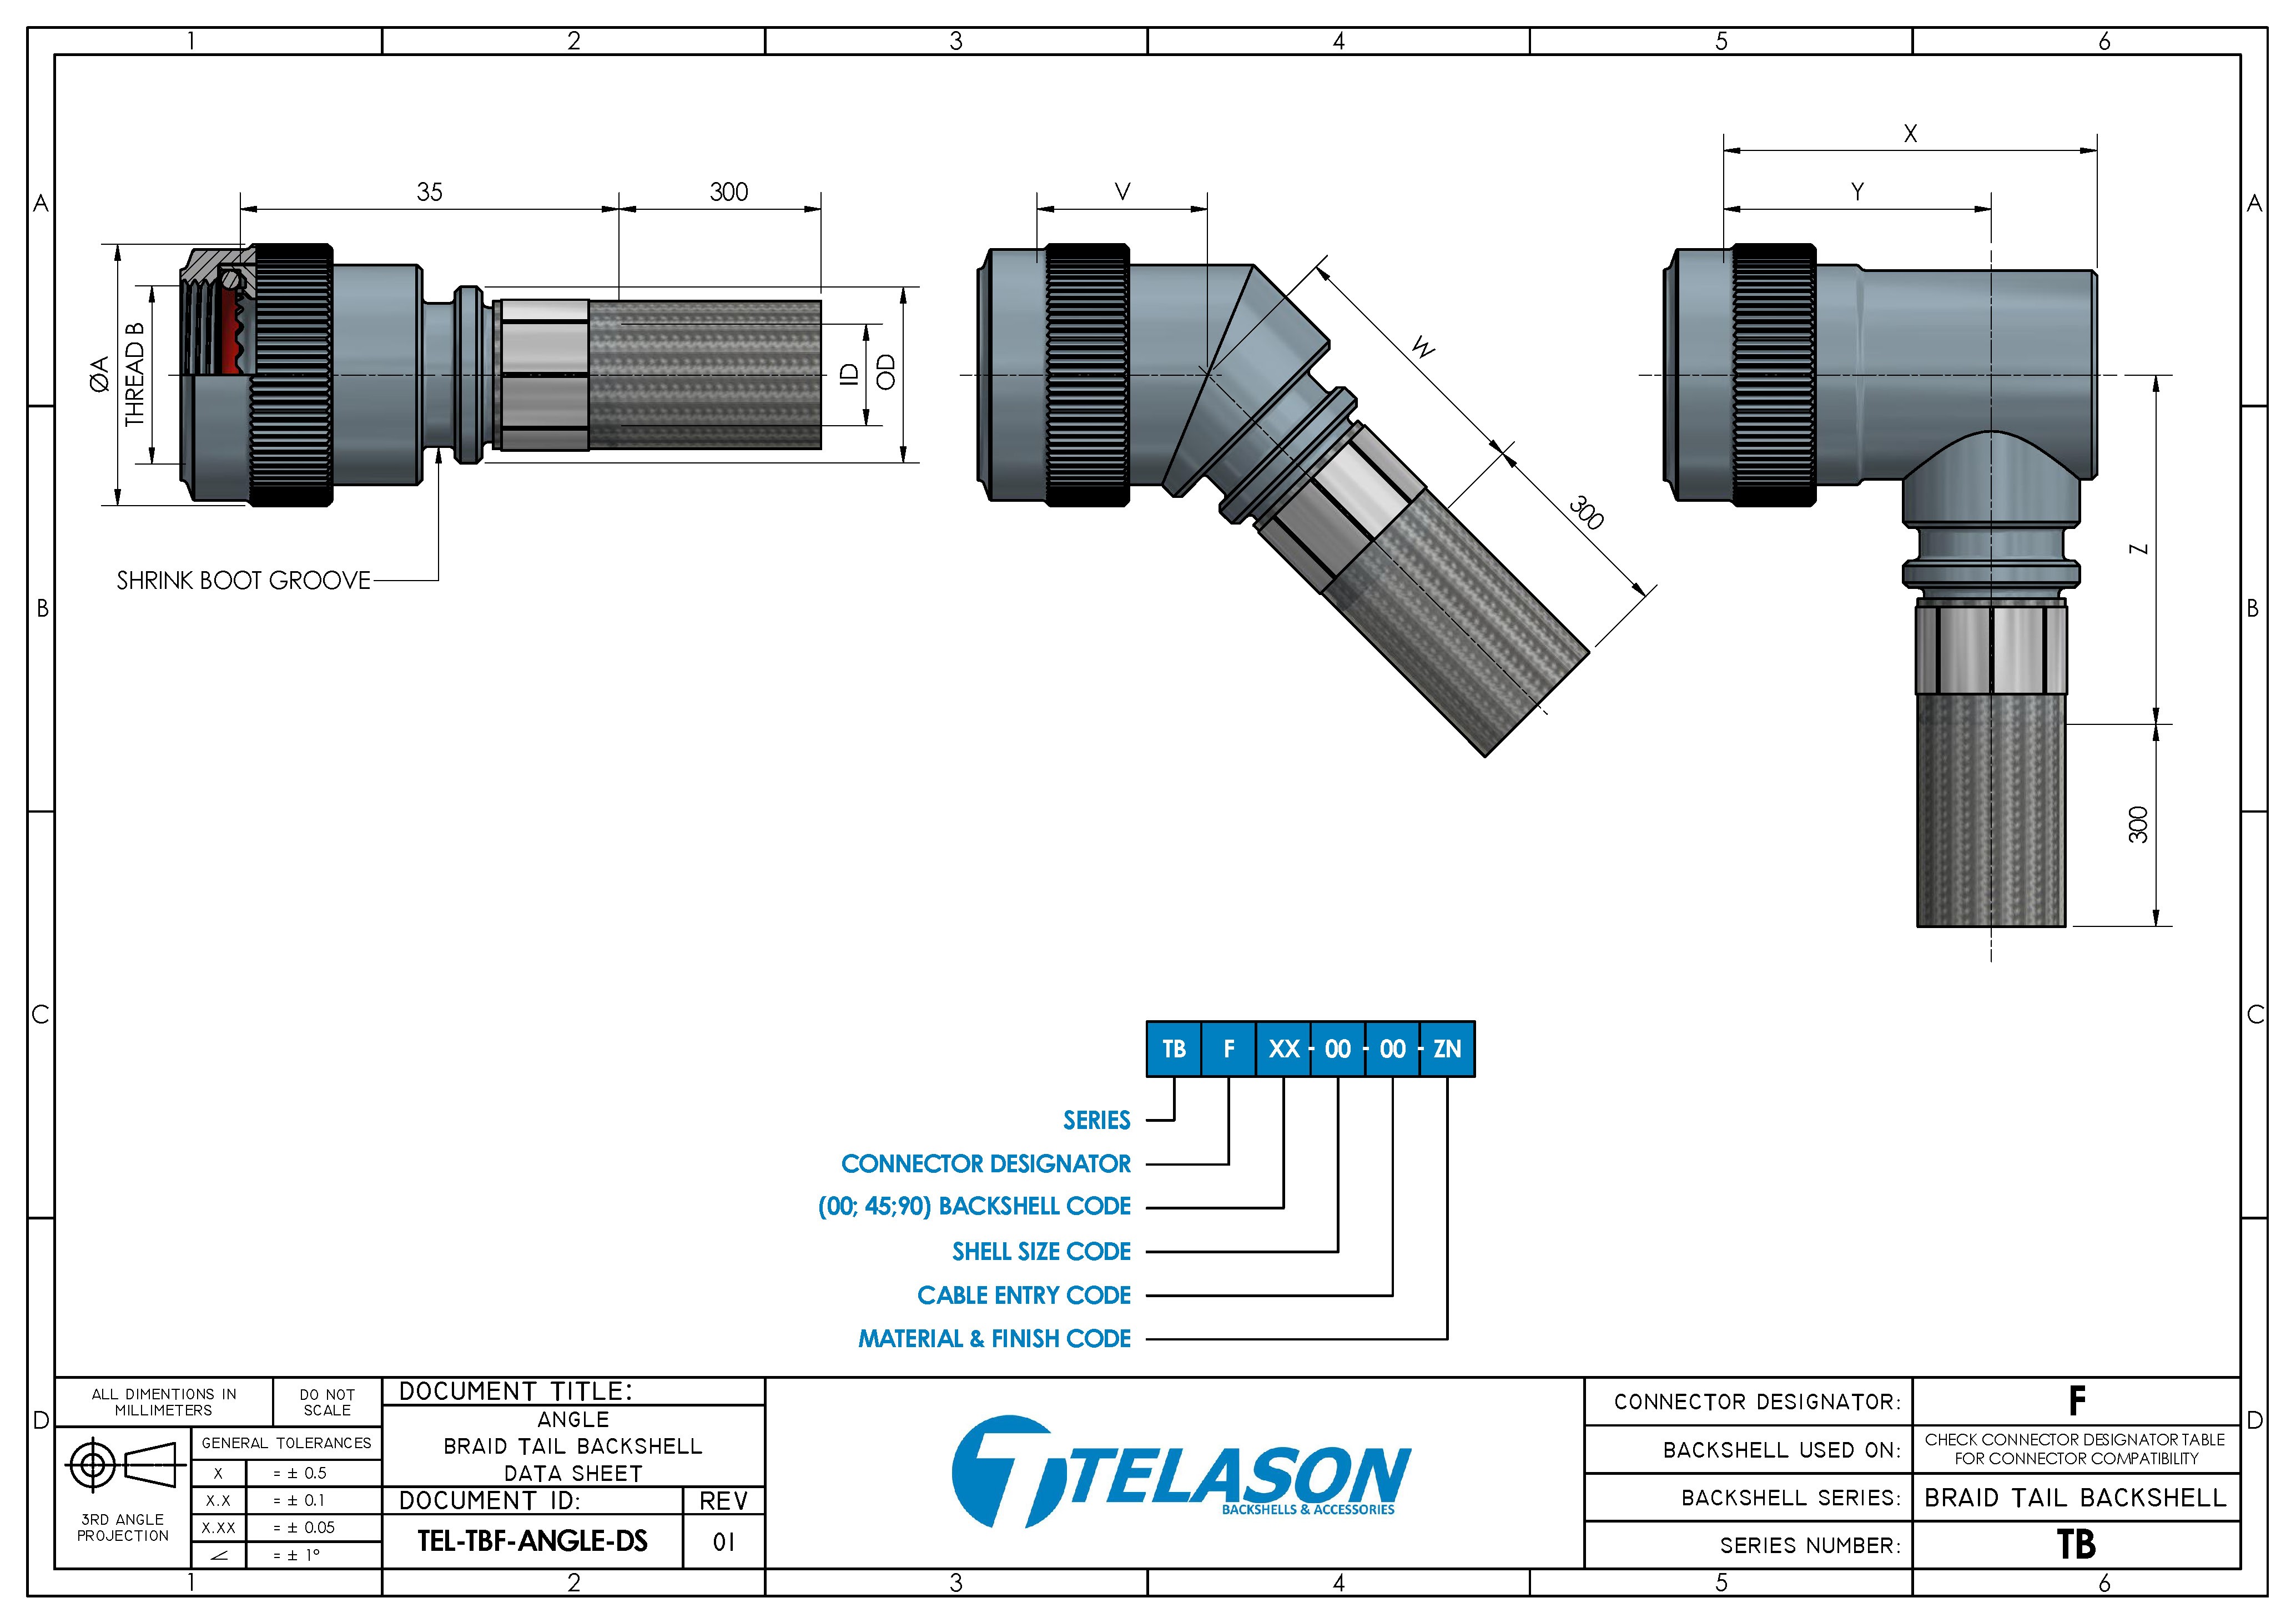 1 2 3 4 5 6
A A
B B
C C
D D
35 300
ØA
THREAD B
ID
OD
SHRINK BOOT GROOVE
V
W
300
X
Y
Z
300
TB F XX - 00 - 00 - ZN
SERIES
CONNECTOR DESIGNATOR
(00; 45;90) BACKSHELL CODE
SHELL SIZE CODE
CABLE ENTRY CODE
MATERIAL & FINISH CODE
ALL DIMENTIONS IN
MILLIMETERS
DO NOT
SCALE
GENERAL TOLERANCES
X = ± 0.5
X.X = ± 0.1
X.XX = ± 0.05
∠ = ± 1°
3RD ANGLE
PROJECTION
DOCUMENT TITLE:
ANGLE
BRAID TAIL BACKSHELL
DATA SHEET
DOCUMENT ID:
REV
TEL-TBF-ANGLE-DS
01
TELASON
BACKSHELLS & ACCESSORIES
CONNECTOR DESIGNATOR: F
BACKSHELL USED ON:
CHECK CONNECTOR DESIGNATOR TABLE
FOR CONNECTOR COMPATIBILITY
BACKSHELL SERIES: BRAID TAIL BACKSHELL
SERIES NUMBER: TB
1 2 3 4 5 6